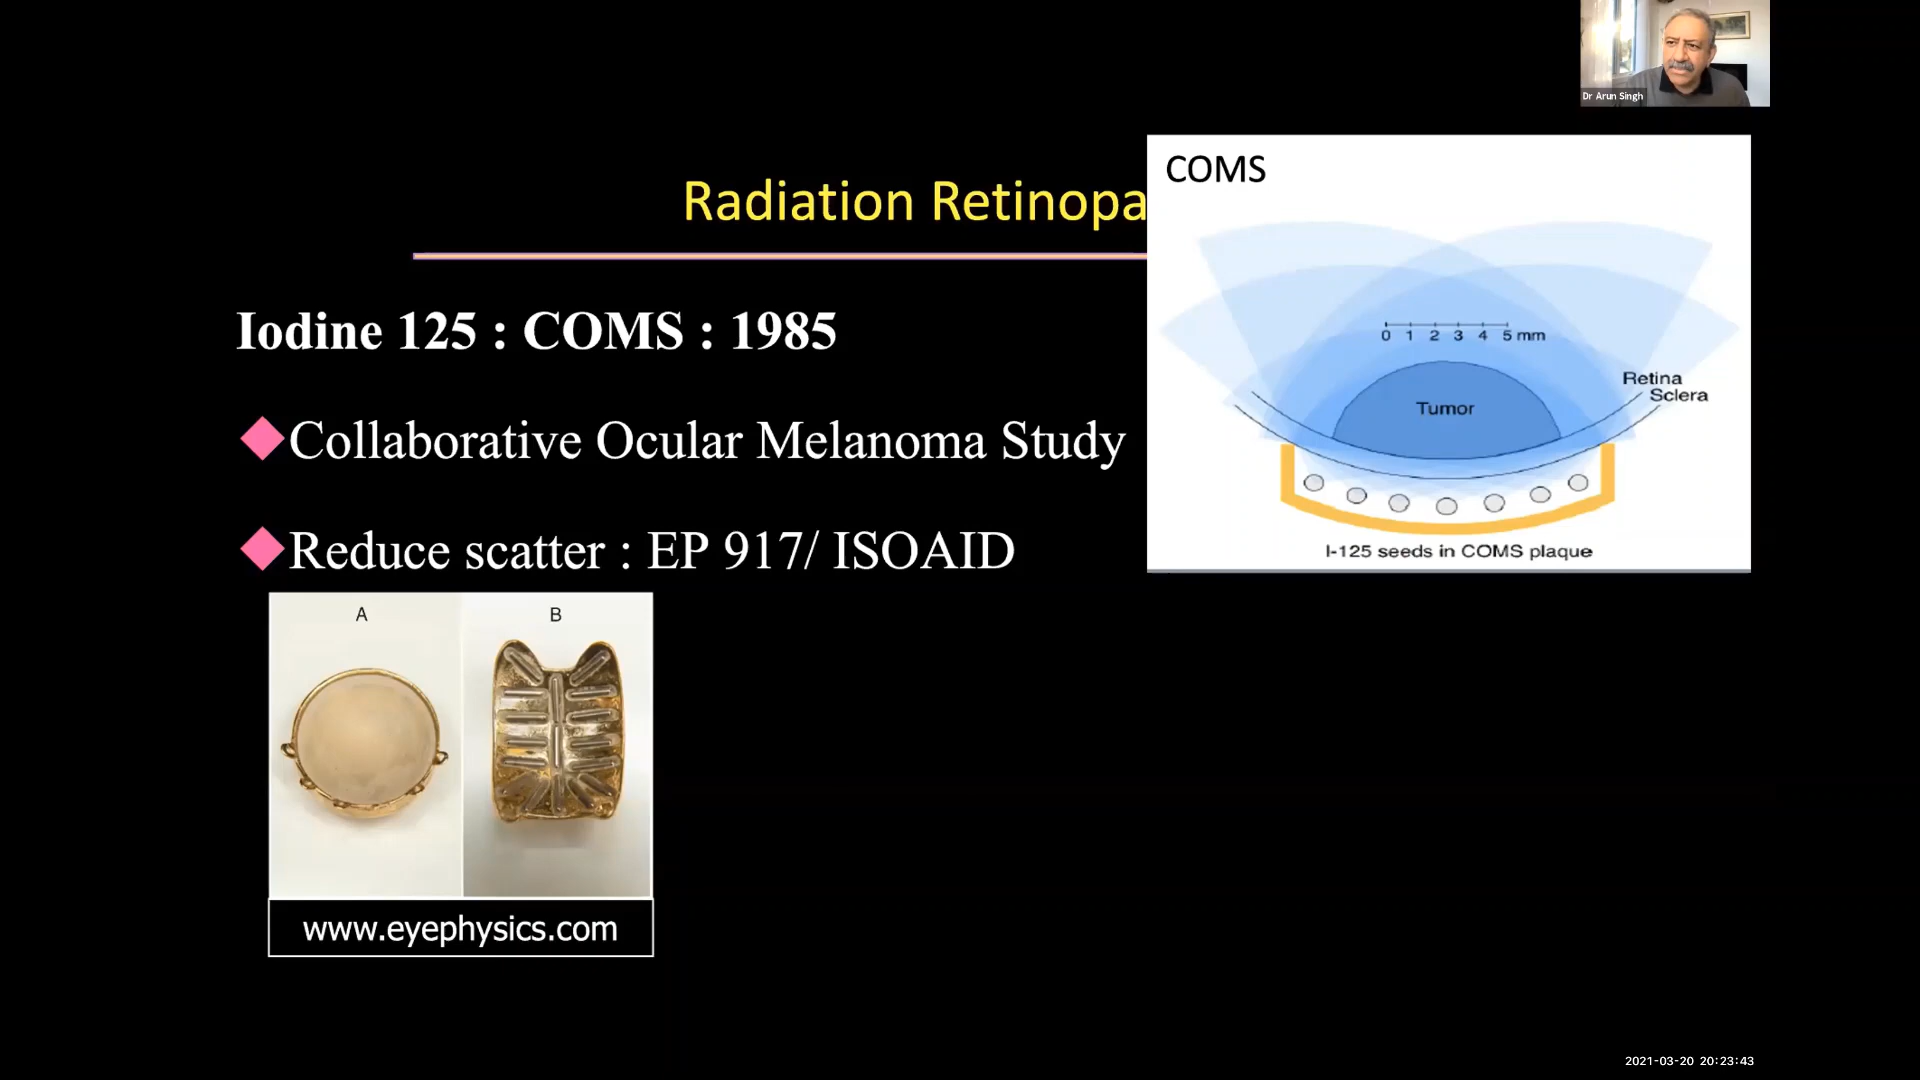 Dr Arun Singh
COMS
Radiation Retinopa
Iodine 125 : COMS : 1985
0 1 2 3 4 5 mm
Retina
Sclera
Tumor
Collaborative Ocular Melanoma Study
Reduce scatter : EP 917/ ISOAID
I-125 seeds in COMS plaque
A B
www.eyephysics.com
2021-03-20 20:23:43